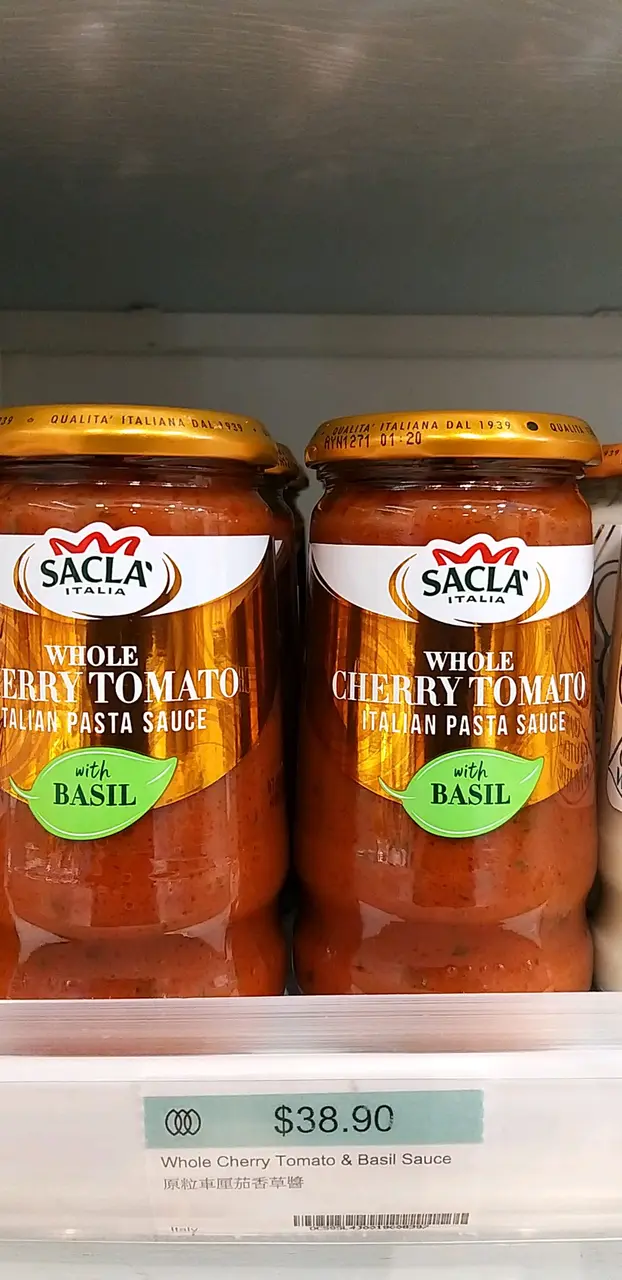 QUALITA' ITALIANA DAL 1939
SACLA'
ITALIA
WHOLE
ERRY TOMATO
TALIAN PASTA SAUCE
with
BASIL
QUALITA' ITALIANA DAL 1939
AYN1271 01:20
SACLA'
ITALIA
WHOLE
CHERRY TOMATO
ITALIAN PASTA SAUCE
with
BASIL
$38.90
Whole Cherry Tomato & Basil Sauce
原粒車厘茄香草醬
Italy